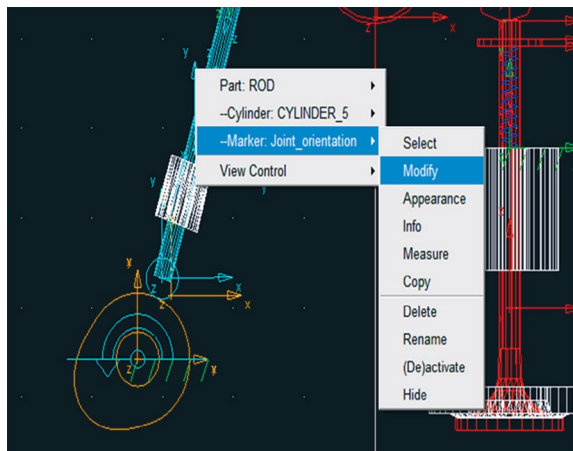 Part: ROD
--Cylinder: CYLINDER_5
--Marker: Joint_orientation
View Control
Select
Modify
Appearance
Info
Measure
Copy
Delete
Rename
(De)activate
Hide
y
z
x
z
y
y
y
z
x
z
x
z